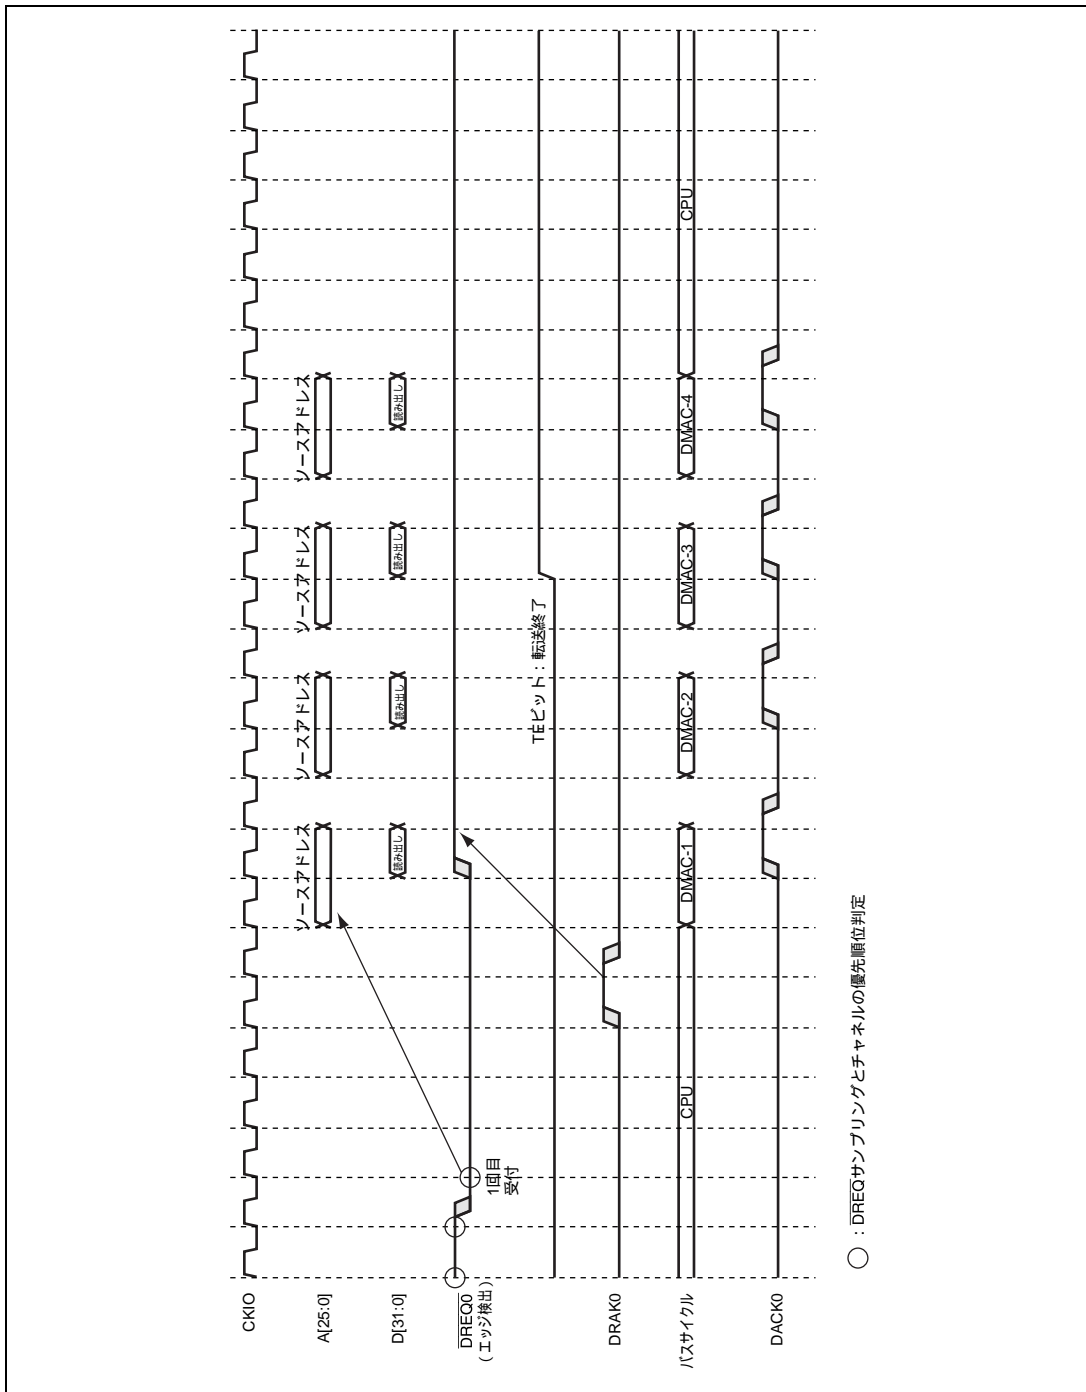 CKIO
A[25:0]
ソースアドレス
ソースアドレス
ソースアドレス
ソースアドレス
D[31:0]
読み出し
読み出し
読み出し
読み出し
DREQ0
(エッジ検出)
1回目
受付
TEビット:転送終了
DRAK0
バスサイクル
CPU
DMAC-1
DMAC-2
DMAC-3
DMAC-4
CPU
DACK0
:DREQサンプリングとチャネルの優先順位判定